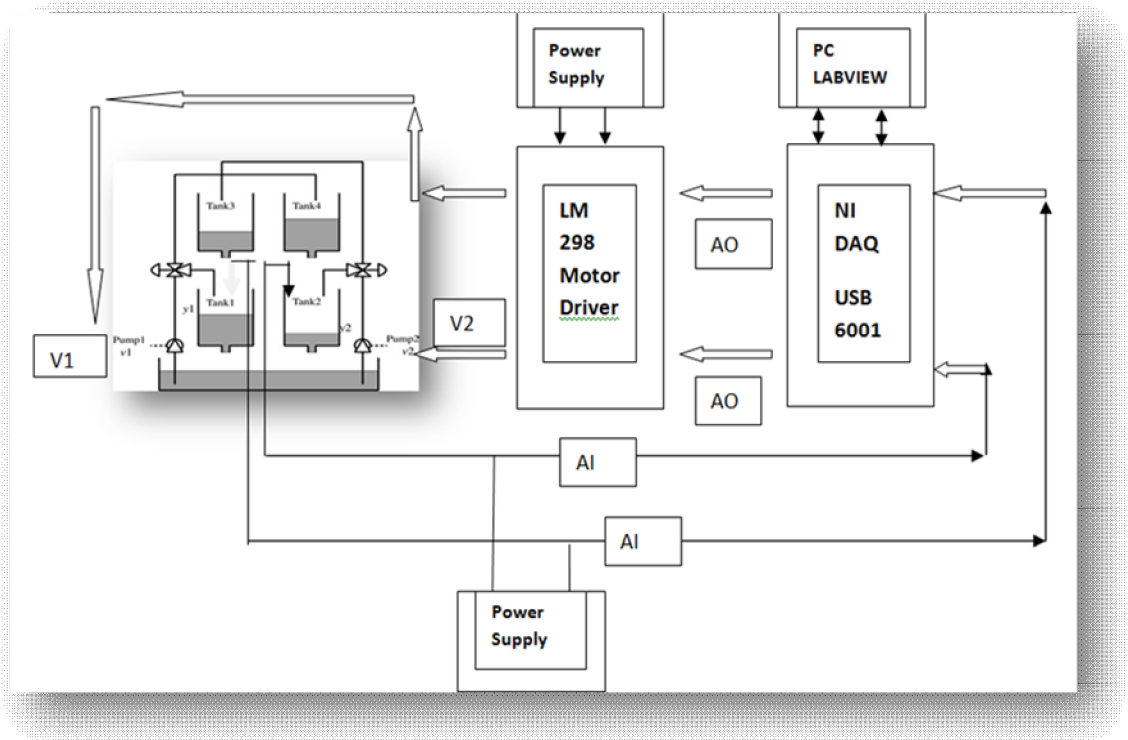 Power
Supply
PC
LABVIEW
Tank3
Tank4
LM
298
Motor
Driver
NI
DAQ
USB
6001
AO
y1
Tank1
Tank2
v2
V2
Pump1
v1
Pump2
v2
V1
AO
AI
AI
Power
Supply